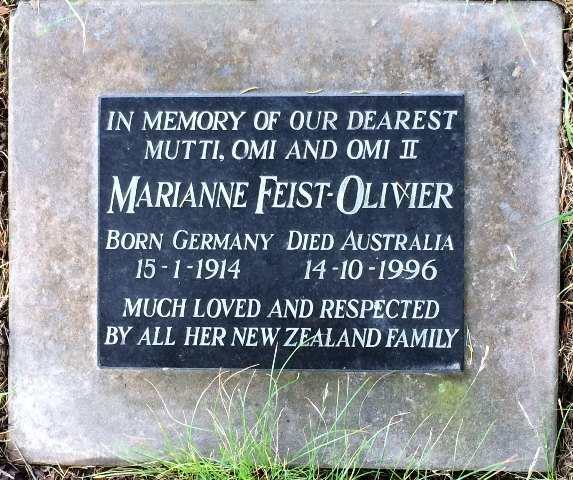 IN MEMORY OF OUR DEAREST
MUTTI, OMI AND OMI II
MARIANNE FEIST-OLIVIER
BORN GERMANY DIED AUSTRALIA
15-1-1914 14-10-1996
MUCH LOVED AND RESPECTED
BY ALL HER NEW ZEALAND FAMILY